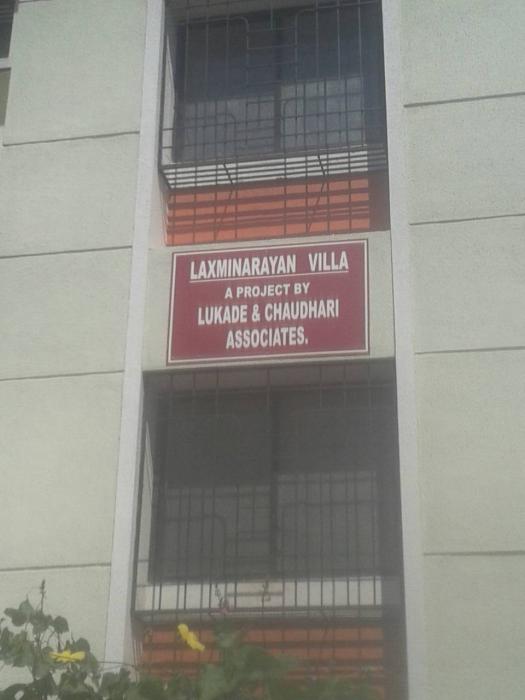 LAXMINARAYAN VILLA
A PROJECT BY
LUKADE & CHAUDHARI
ASSOCIATES.